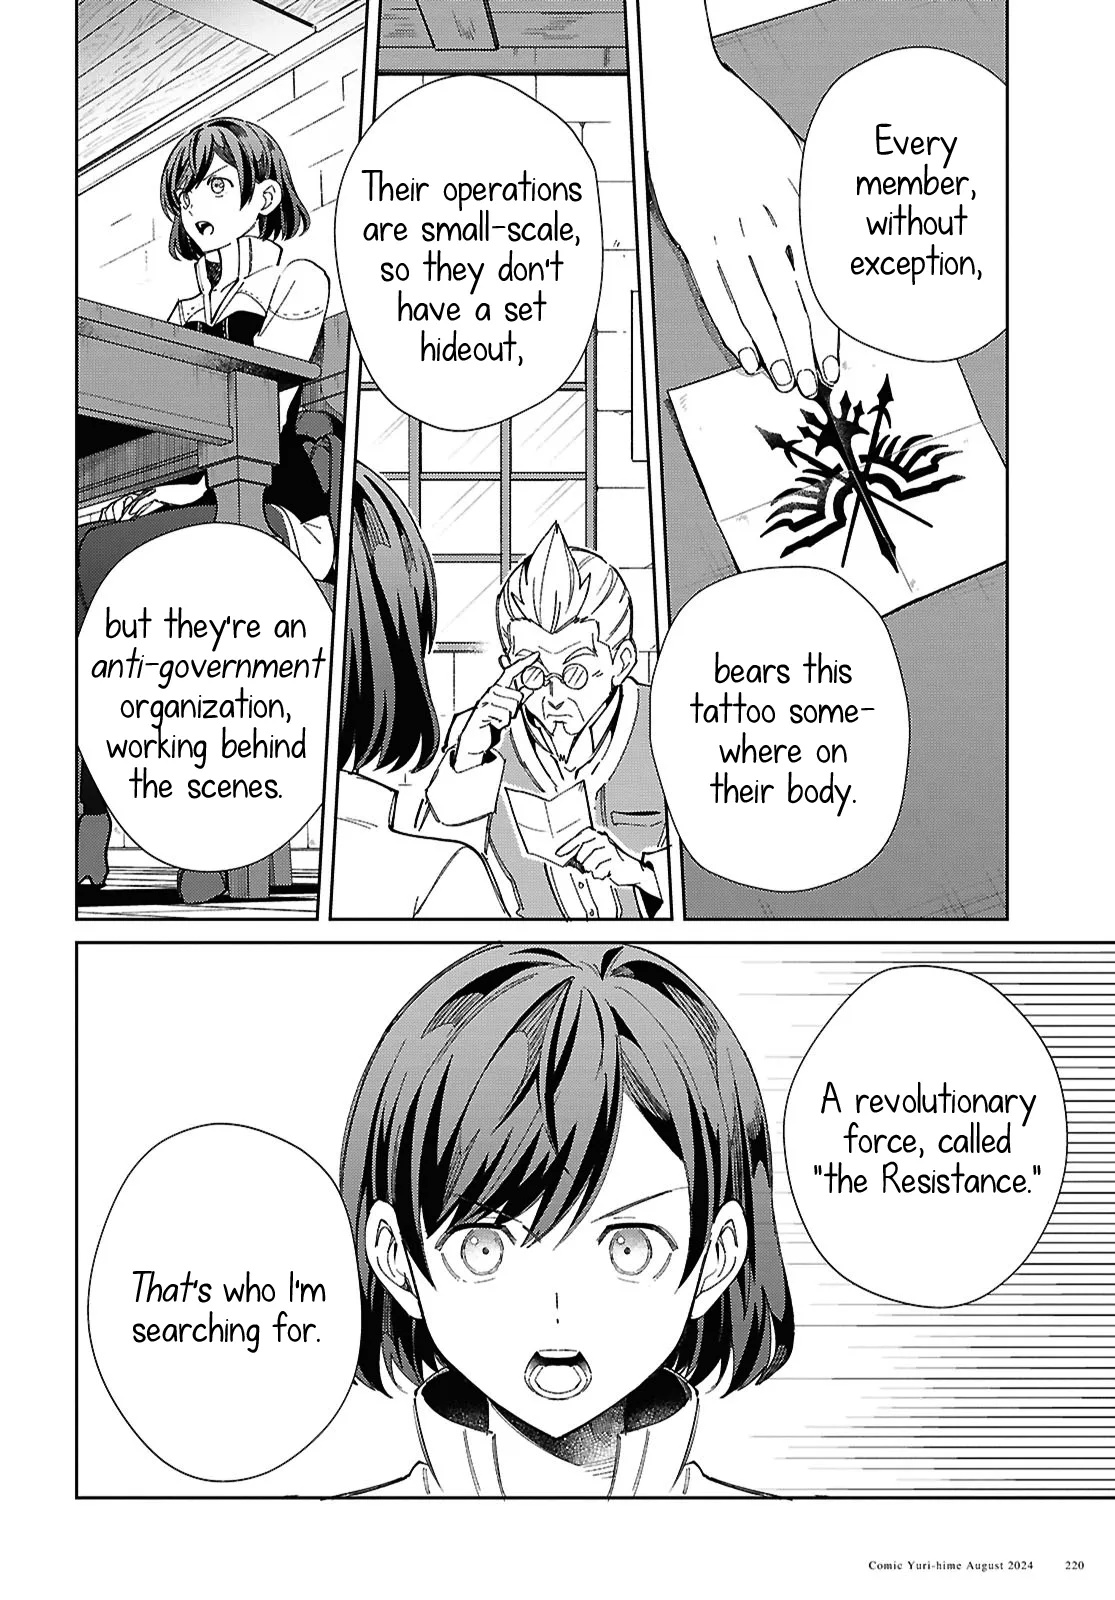 Every
member,
without
exception,
bears this
tattoo some-
where on
their body.
Their operations
are small-scale,
so they don't
have a set
hideout,
but they're an
anti-government
organization,
working behind
the scenes.
A revolutionary
force, called
"the Resistance."
That's who I'm
searching for.
Comic Yuri-hime August 2024 220